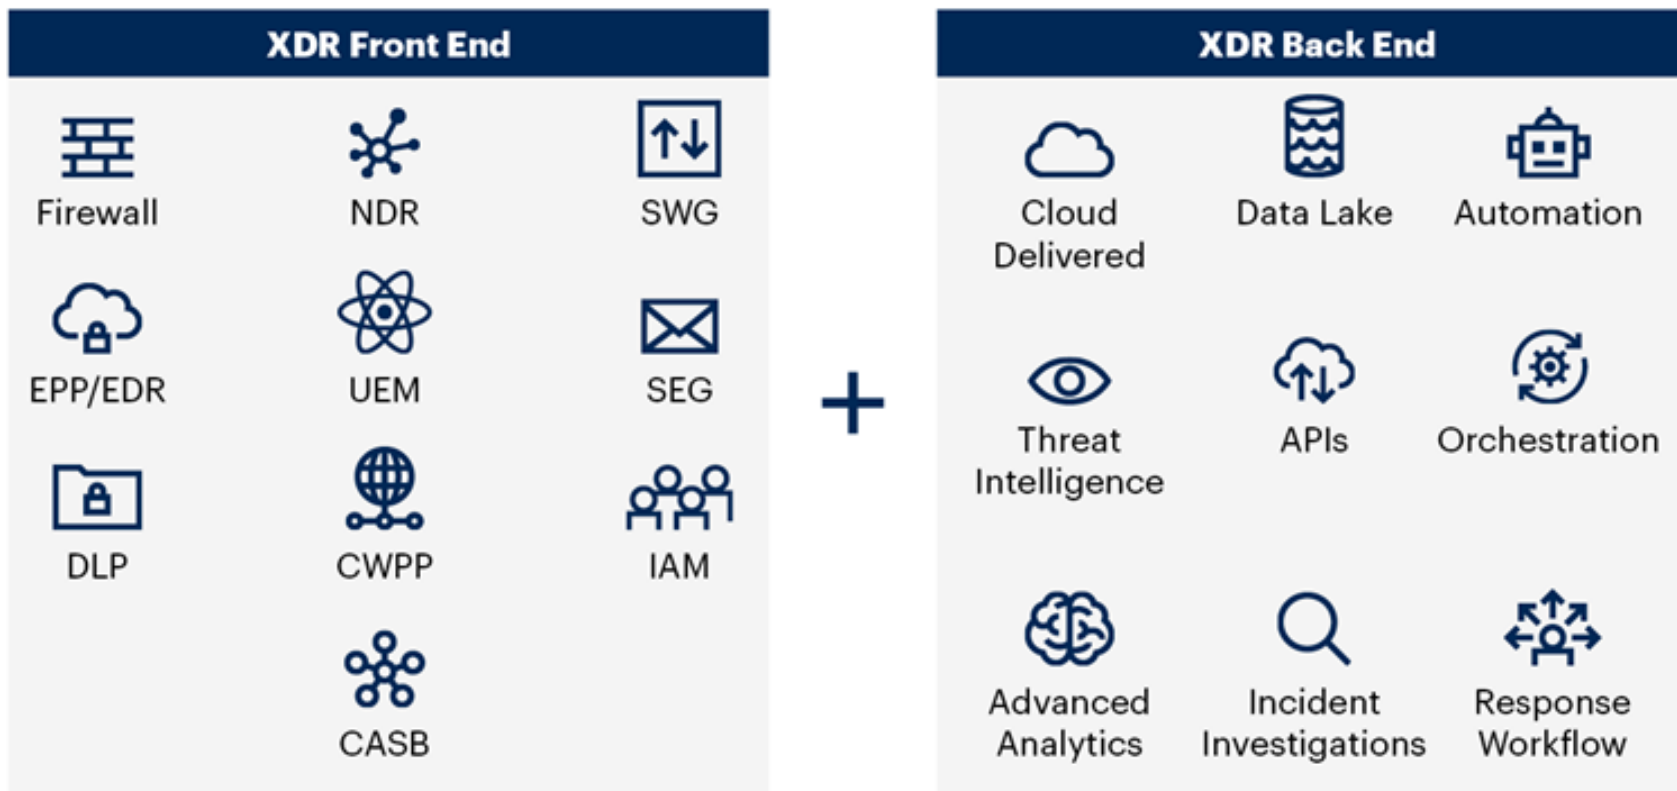 XDR Front End
Firewall
NDR
SWG
EPP/EDR
UEM
SEG
DLP
CWPP
IAM
CASB
XDR Back End
Cloud
Delivered
Data Lake
Automation
Threat
Intelligence
APIs
Orchestration
Advanced
Analytics
Incident
Investigations
Response
Workflow